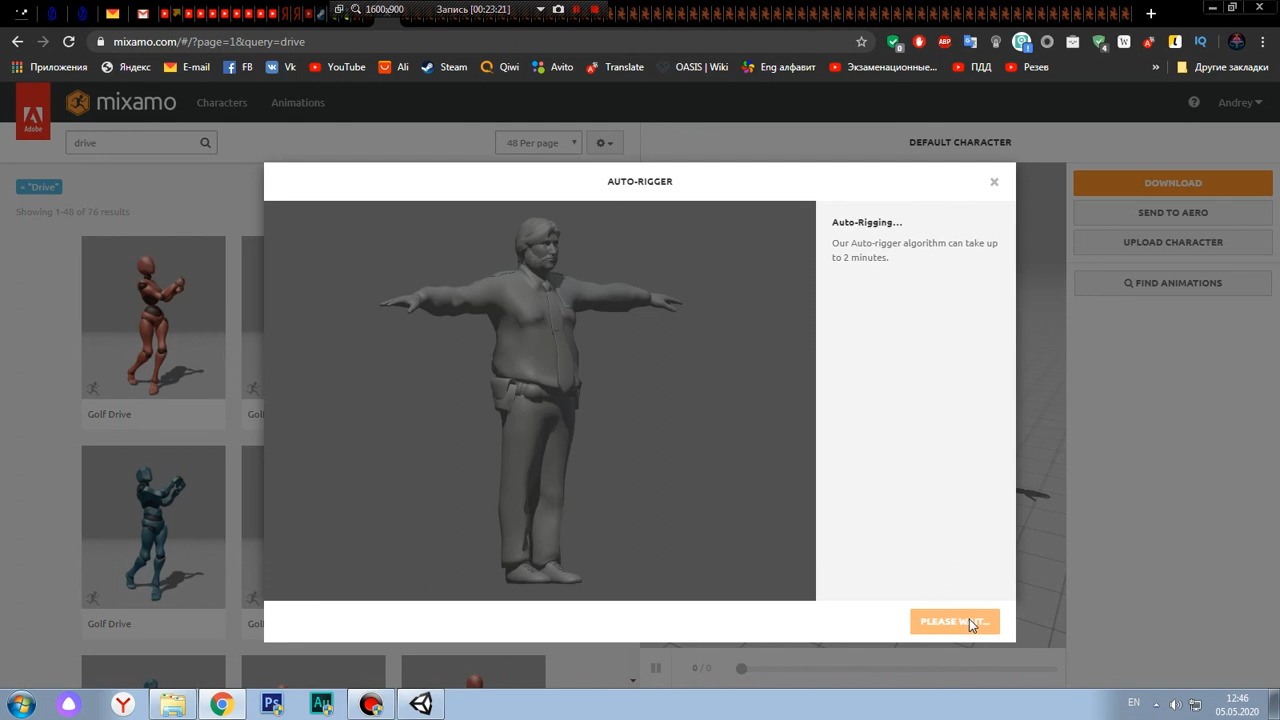 1600x900
Запись [00:23:21]
mixamo.com/#/?page=1&query=drive
Приложения
Яндекс
E-mail
FB
Vk
YouTube
Ali
Steam
Qiwi
Avito
Translate
OASIS | Wiki
Eng алфавит
Экзаменационные...
ПДД
Резев
»
Другие закладки
Adobe
mixamo
Characters
Animations
Andrey
drive
48 Per page
DEFAULT CHARACTER
× "Drive"
Showing 1-48 of 76 results
AUTO-RIGGER
DOWNLOAD
SEND TO AERO
UPLOAD CHARACTER
FIND ANIMATIONS
Auto-Rigging...
Our Auto-rigger algorithm can take up
to 2 minutes.
Golf Drive
Drive
PLEASE
0 / 0
EN
12:46
05.05.2020